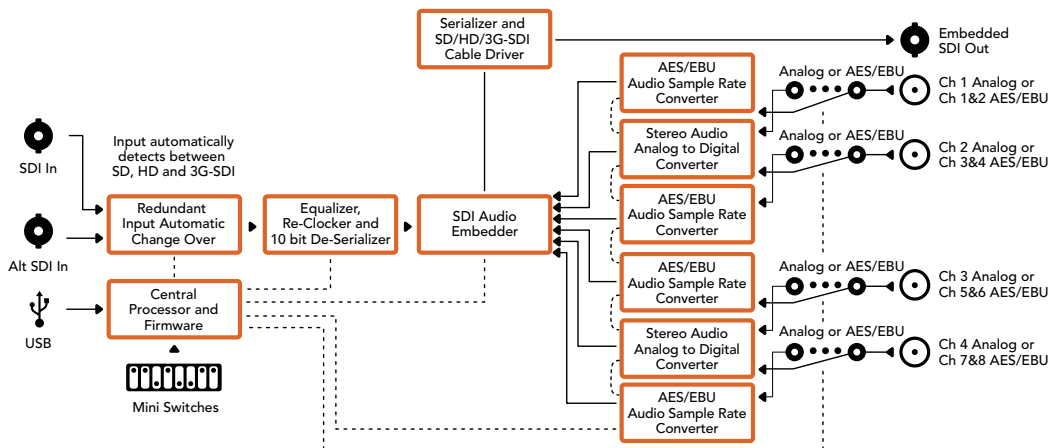 Serializer and
SD/HD/3G-SDI
Cable Driver
Embedded
SDI Out
AES/EBU
Audio Sample Rate
Converter
Analog or AES/EBU
Ch 1 Analog or
Ch 1&2 AES/EBU
SDI In
Input automatically
detects between
SD, HD and 3G-SDI
Stereo Audio
Analog to Digital
Converter
Analog or AES/EBU
Ch 2 Analog or
Ch 3&4 AES/EBU
Alt SDI In
Redundant
Input Automatic
Change Over
Equalizer,
Re-Clocker and
10 bit De-Serializer
SDI Audio
Embedder
AES/EBU
Audio Sample Rate
Converter
AES/EBU
Audio Sample Rate
Converter
Analog or AES/EBU
Ch 3 Analog or
Ch 5&6 AES/EBU
USB
Central
Processor and
Firmware
Stereo Audio
Analog to Digital
Converter
Analog or AES/EBU
Ch 4 Analog or
Ch 7&8 AES/EBU
Mini Switches
AES/EBU
Audio Sample Rate
Converter